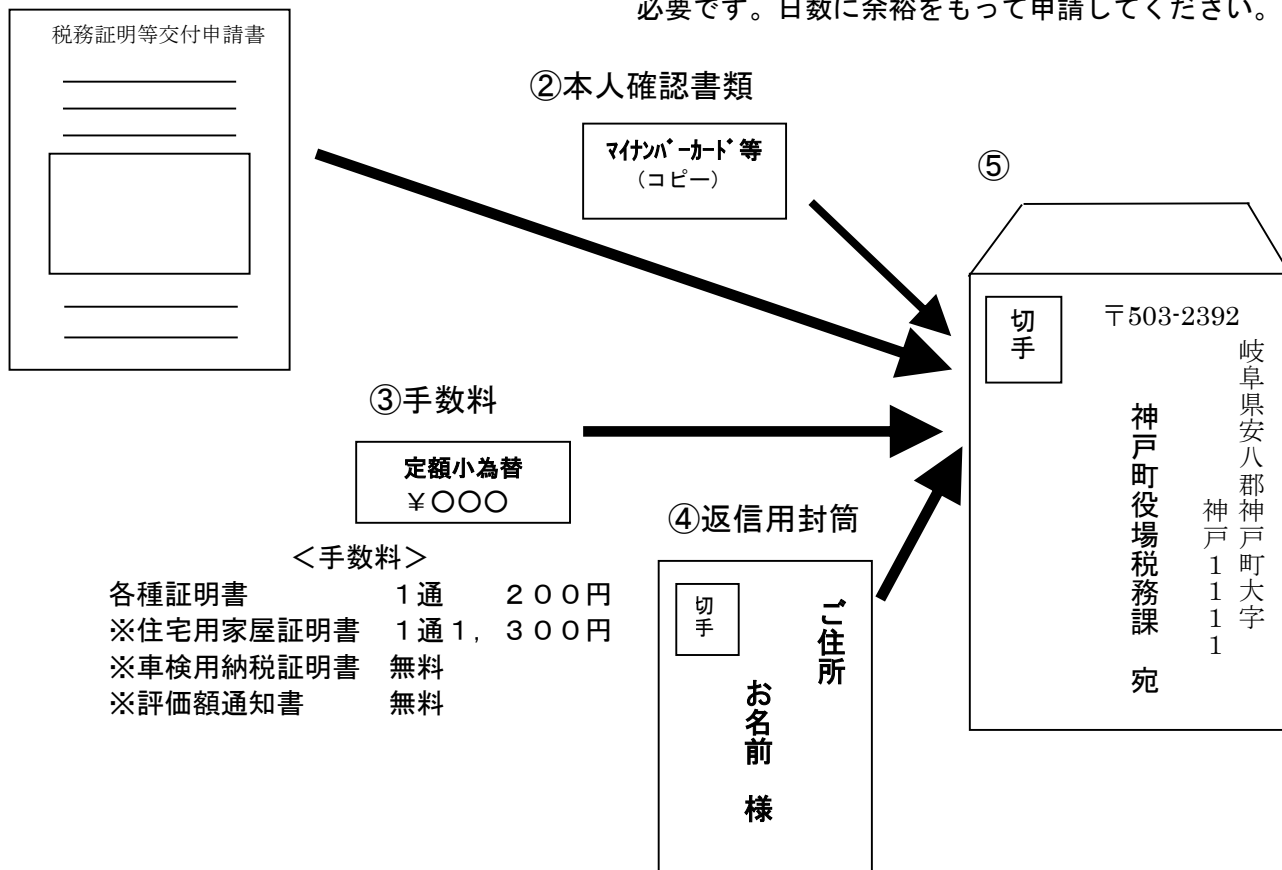 必要です。日数に余裕をもって申請してください。
税務証明等交付申請書
②本人確認書類
ﾏｲﾅﾝﾊﾞｰｶｰﾄﾞ等
（コピー）
③手数料
定額小為替
￥〇〇〇
＜手数料＞
各種証明書　１通　２００円
※住宅用家屋証明書　１通１，３００円
※車検用納税証明書　無料
※評価額通知書　無料
④返信用封筒
切手
ご住所
お名前　様
⑤
切手
〒503-2392
岐阜県安八郡神戸町大字
神戸１１１１
神戸町役場税務課　宛